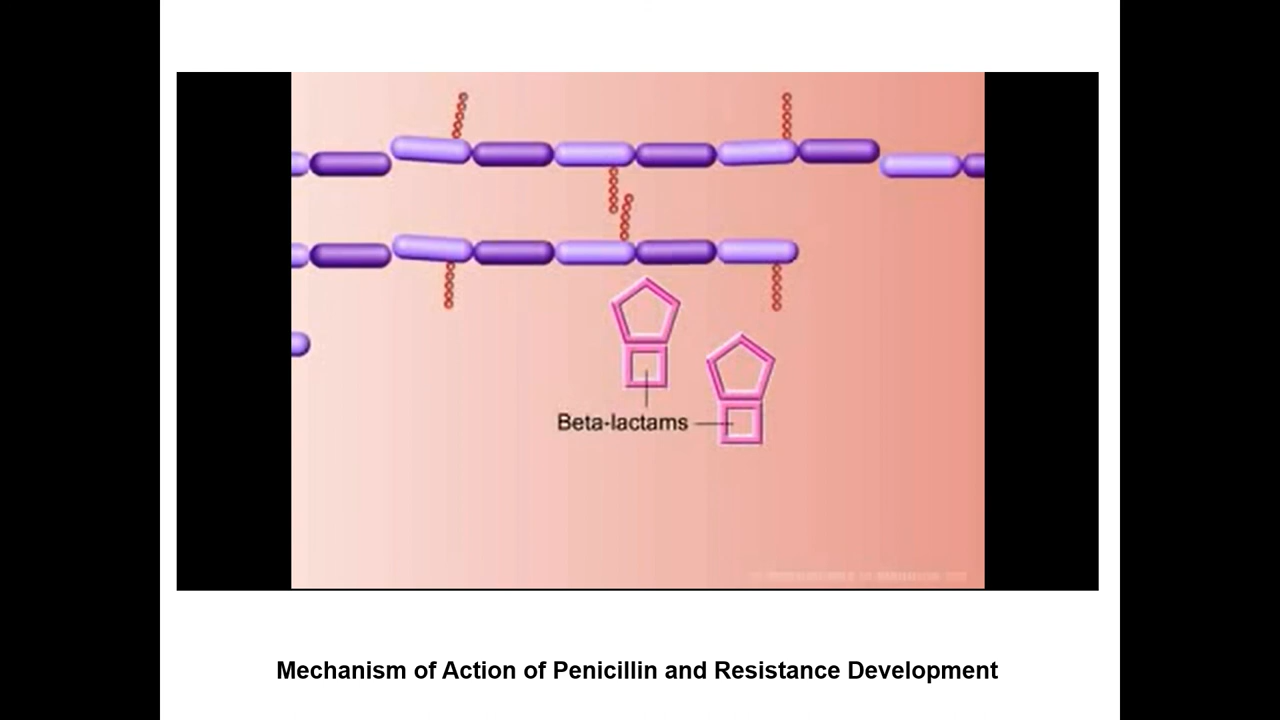 Beta-lactams
Mechanism of Action of Penicillin and Resistance Development